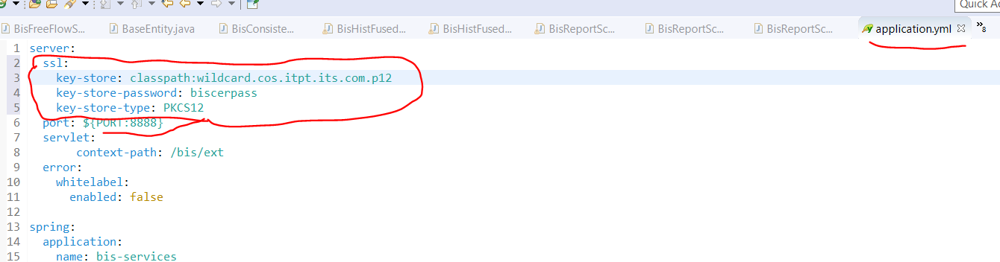 Quick Ac
BisFreeFlowS... BaseEntity.java BisConsiste... BisHistFused... BisHistFused... BisReportSc... BisReportSc... BisReportSc... application.yml »8
1 server:
2 ssl:
3 key-store: classpath:wildcard.cos.itpt.its.com.p12
4 key-store-password: biscerpass
5 key-store-type: PKCS12
6 port: ${PORT:8888}
7 servlet:
8 context-path: /bis/ext
9 error:
10 whitelabel:
11 enabled: false
12
13 spring:
14 application:
15 name: bis-services